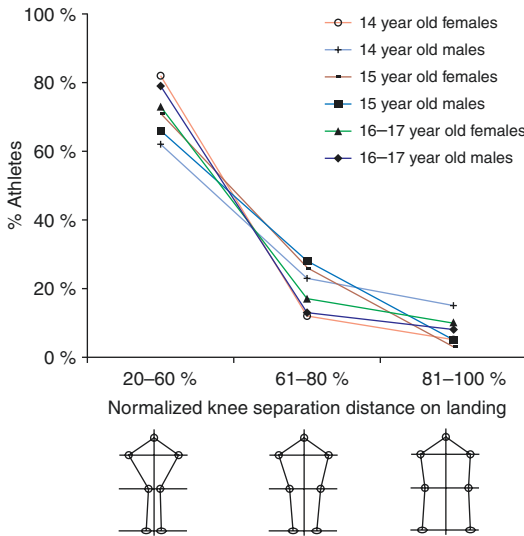 100 %
80 %
60 %
40 %
20 %
0 %
% Athletes
14 year old females
14 year old males
15 year old females
15 year old males
16–17 year old females
16–17 year old males
20–60 % 61–80 % 81–100 %
Normalized knee separation distance on landing